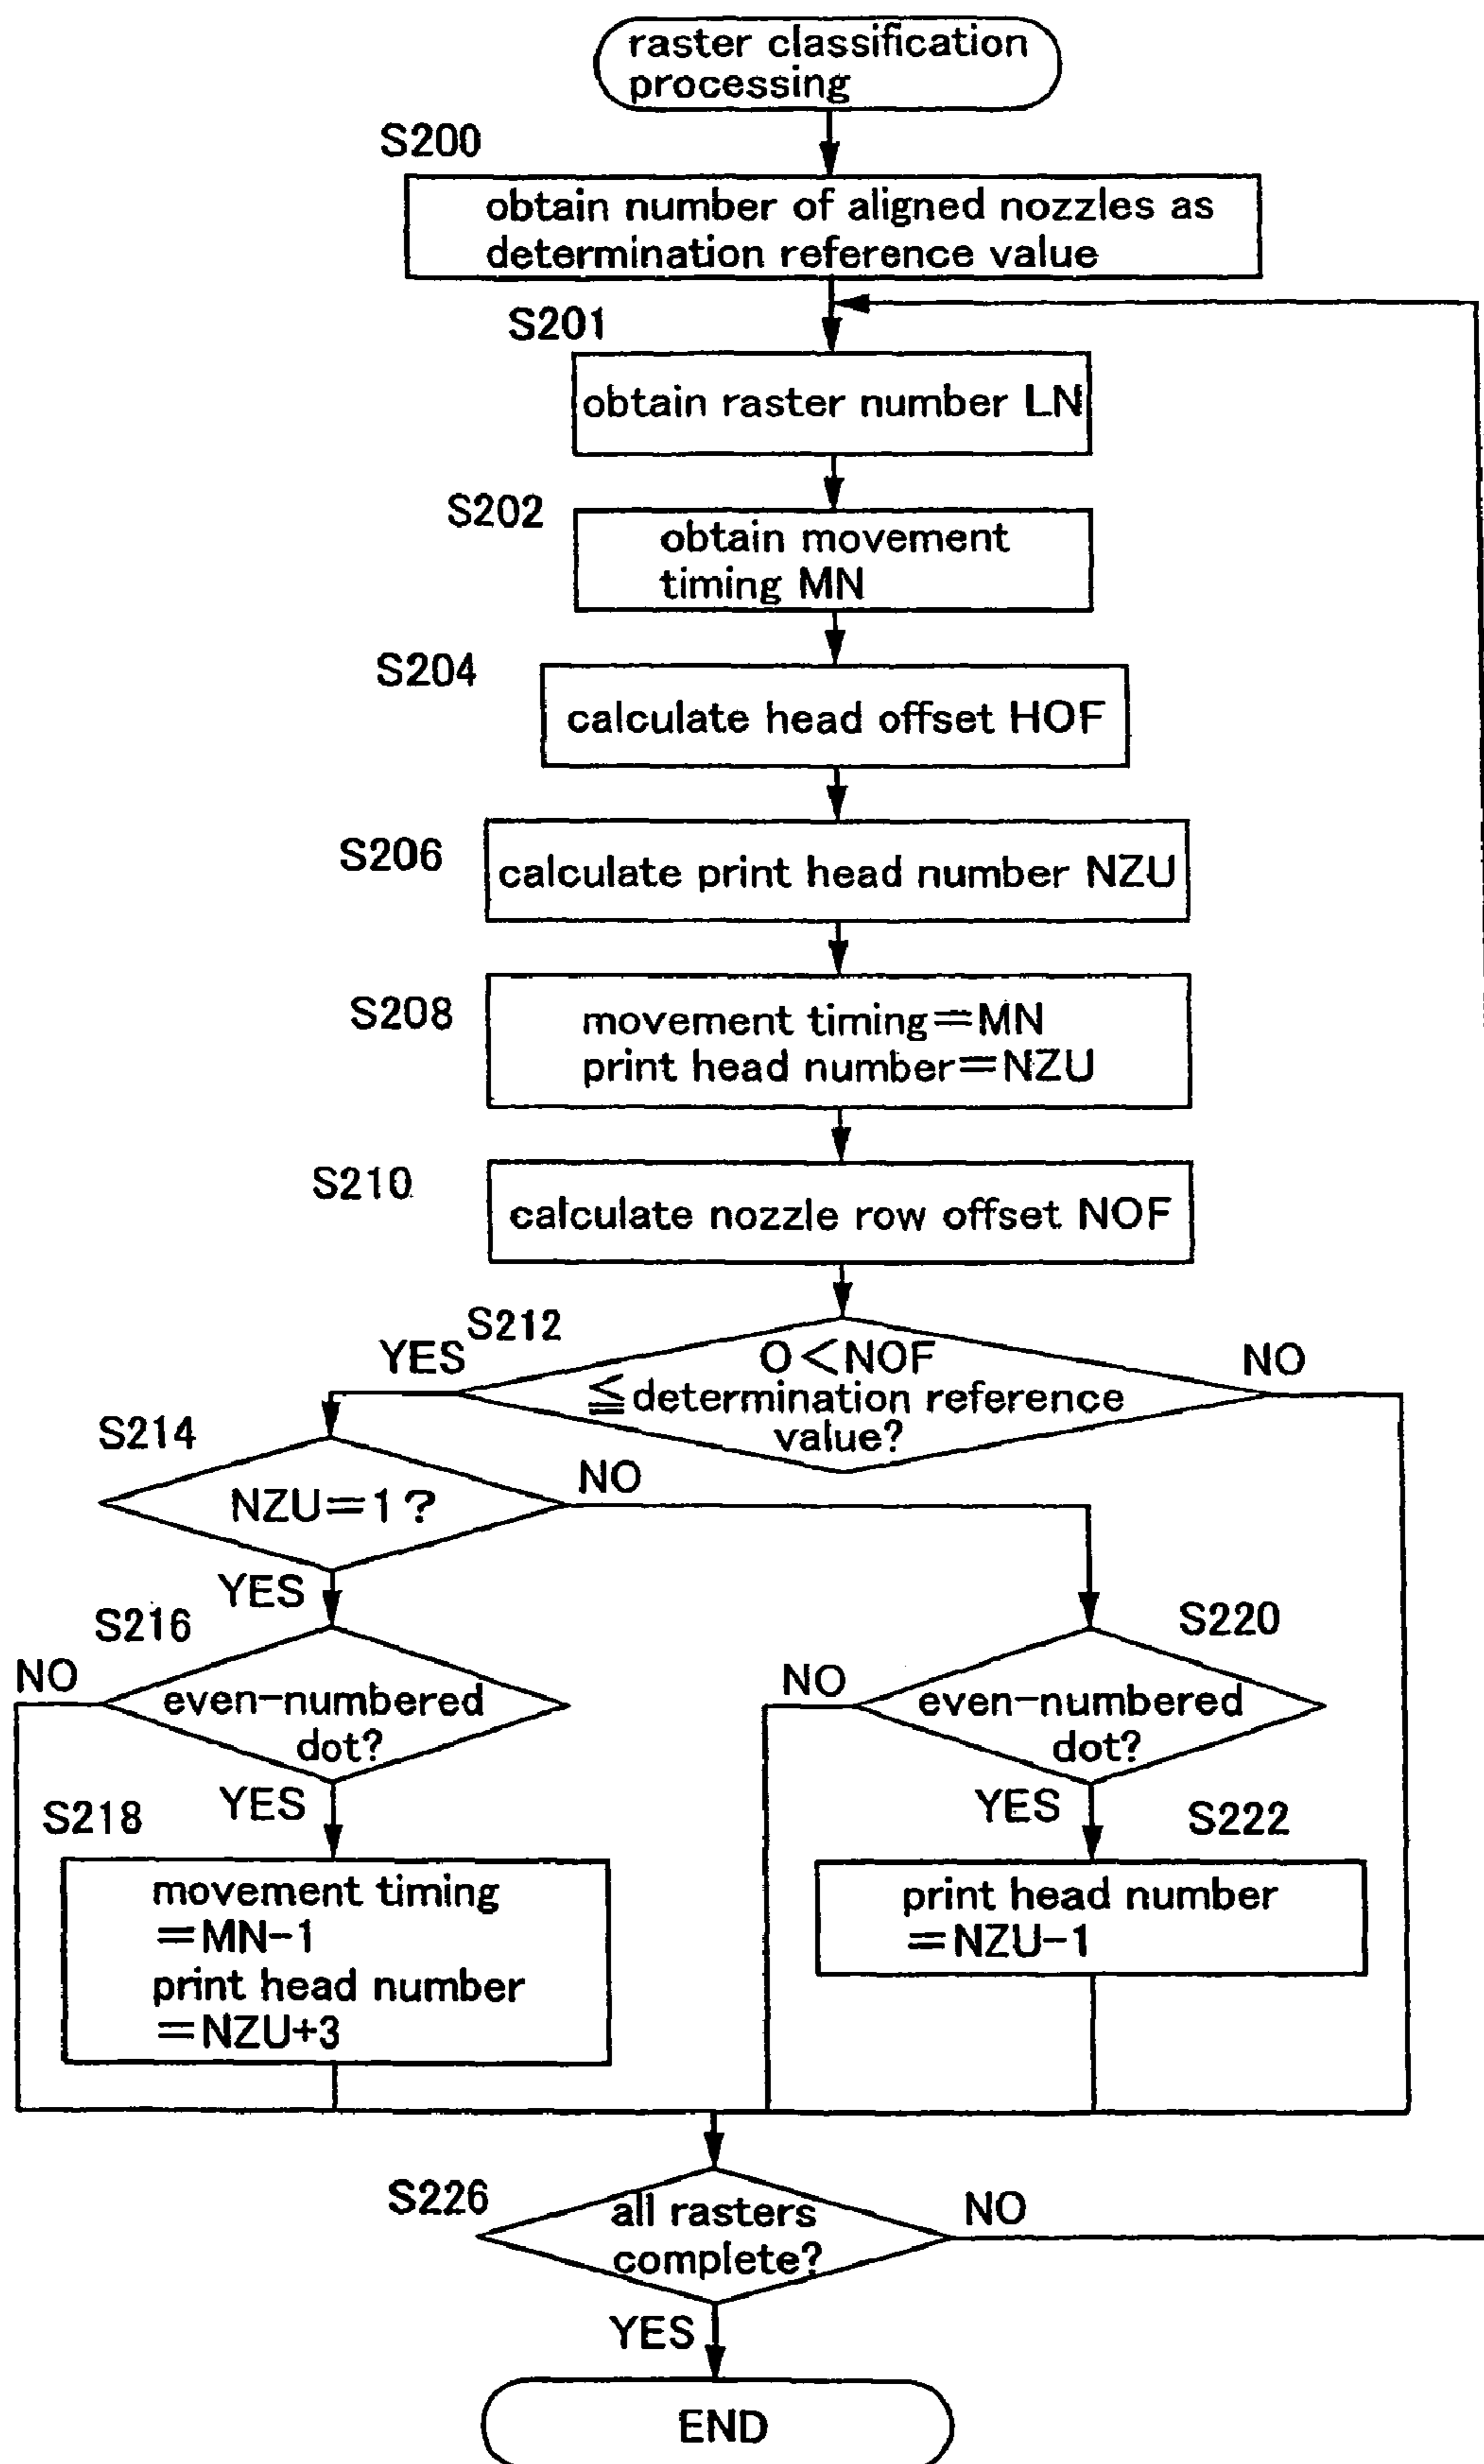 raster classification
processing
S200
obtain number of aligned nozzles as
determination reference value
S201
obtain raster number LN
S202
obtain movement
timing MN
S204
calculate head offset HOF
S206
calculate print head number NZU
S208
movement timing=MN
print head number=NZU
S210
calculate nozzle row offset NOF
S212
YES
NO
0<NOF
≦determination reference
value?
S214
NZU=1?
NO
YES
S216
NO
even-numbered
dot?
YES
S220
NO
even-numbered
dot?
YES
S218
movement timing
=MN-1
print head number
=NZU+3
S222
print head number
=NZU-1
S226
all rasters
complete?
NO
YES
END